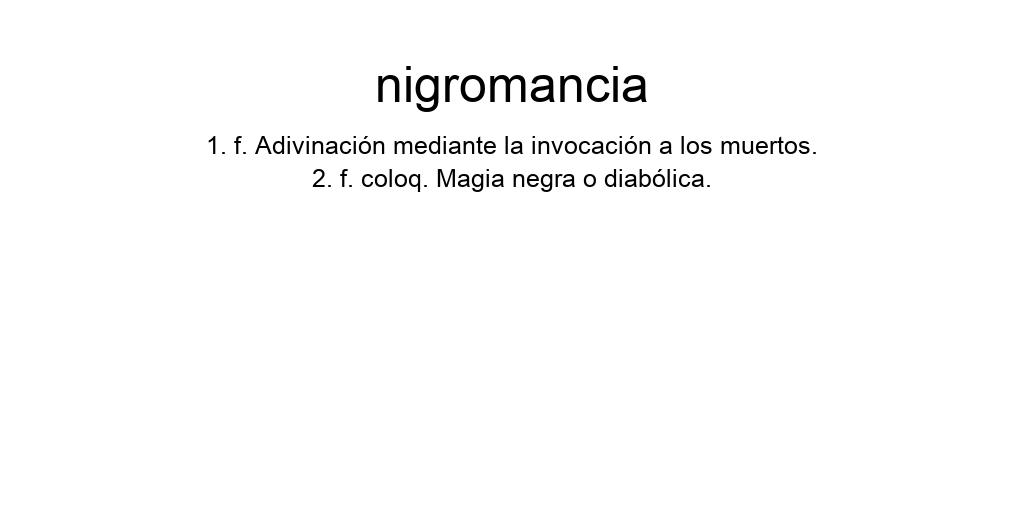 nigromancia
1. f. Adivinación mediante la invocación a los muertos.
2. f. coloq. Magia negra o diabólica.